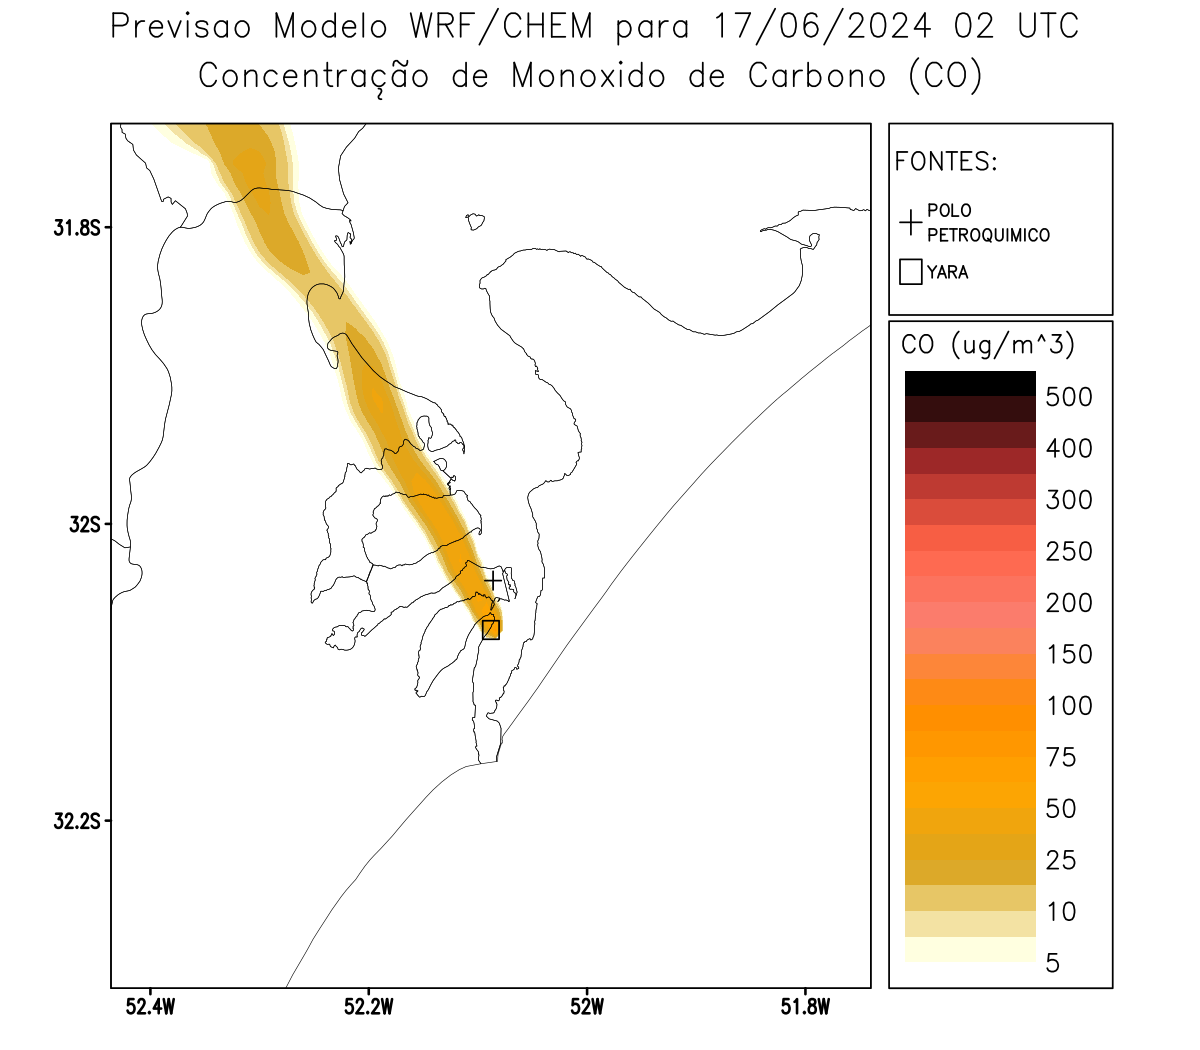 Previsao Modelo WRF/CHEM para 17/06/2024 02 UTC
Concentração de Monoxido de Carbono (CO)
FONTES:
POLO
PETROQUIMICO
YARA
CO (ug/m^3)
500
400
300
250
200
150
100
75
50
25
10
5
31.8S
32S
32.2S
52.4W
52.2W
52W
51.8W